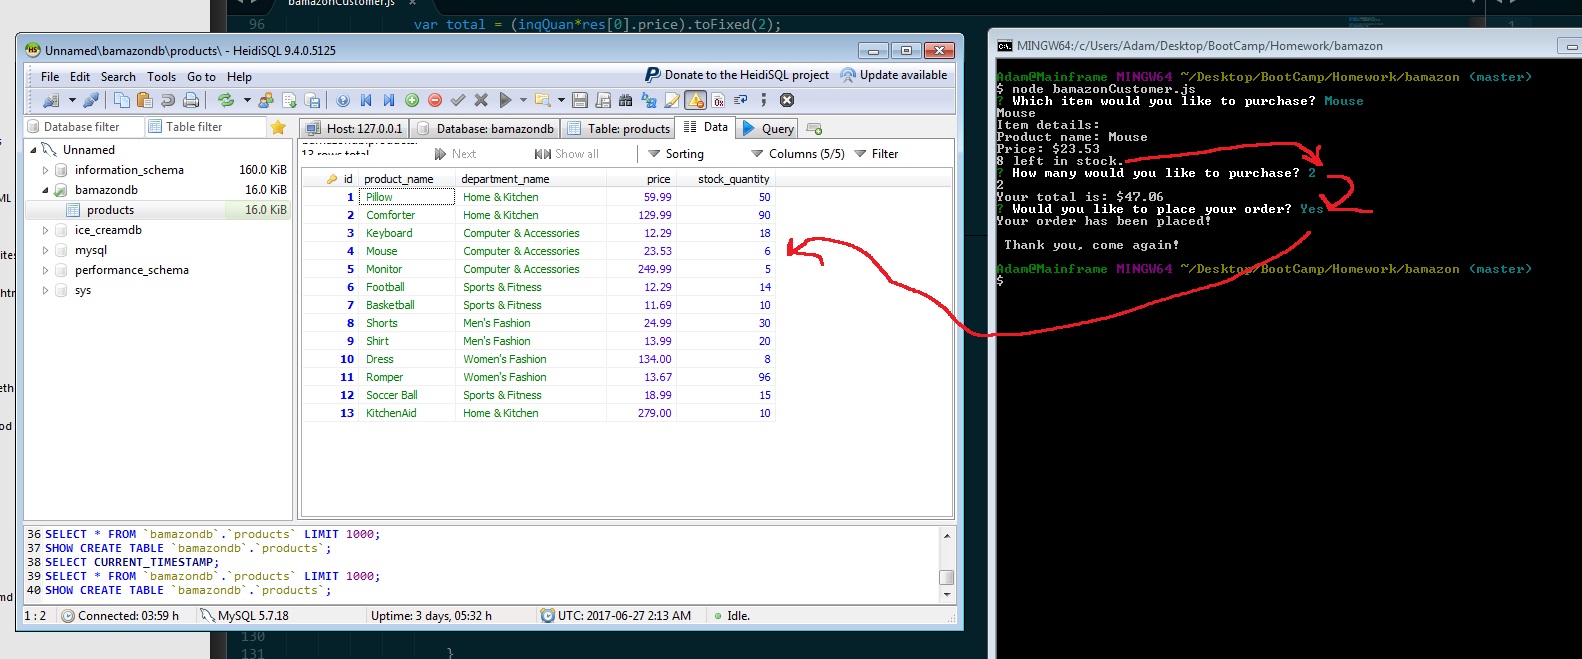 bamazonCustomer.js
96 var total = (inqQuan*res[0].price).toFixed(2);
Unnamed\bamazondb\products\ - HeidiSQL 9.4.0.5125
File Edit Search Tools Go to Help
Donate to the HeidiSQL project Update available
Database filter Table filter
Host: 127.0.0.1 Database: bamazondb Table: products Data Query
Next Show all Sorting Columns (5/5) Filter
Unnamed
information_schema 160.0 KiB
bamazondb 16.0 KiB
products 16.0 KiB
ice_creamdb
mysql
performance_schema
sys
id product_name department_name price stock_quantity
1 Pillow Home & Kitchen 59.99 50
2 Comforter Home & Kitchen 129.99 90
3 Keyboard Computer & Accessories 12.29 18
4 Mouse Computer & Accessories 23.53 6
5 Monitor Computer & Accessories 249.99 5
6 Football Sports & Fitness 12.29 14
7 Basketball Sports & Fitness 11.69 10
8 Shorts Men's Fashion 24.99 30
9 Shirt Men's Fashion 13.99 20
10 Dress Women's Fashion 134.00 8
11 Romper Women's Fashion 13.67 96
12 Soccer Ball Sports & Fitness 18.99 15
13 KitchenAid Home & Kitchen 279.00 10
36 SELECT * FROM `bamazondb`.`products` LIMIT 1000;
37 SHOW CREATE TABLE `bamazondb`.`products`;
38 SELECT CURRENT_TIMESTAMP;
39 SELECT * FROM `bamazondb`.`products` LIMIT 1000;
40 SHOW CREATE TABLE `bamazondb`.`products`;
1 : 2 Connected: 03:59 h MySQL 5.7.18 Uptime: 3 days, 05:32 h UTC: 2017-06-27 2:13 AM Idle.
130
131 }
MINGW64:/c/Users/Adam/Desktop/BootCamp/Homework/bamazon
Adam@Mainframe MINGW64 ~/Desktop/BootCamp/Homework/bamazon (master)
$ node bamazonCustomer.js
? Which item would you like to purchase? Mouse
Mouse
Item details:
Product name: Mouse
Price: $23.53
8 left in stock.
? How many would you like to purchase? 2
2
Your total is: $47.06
? Would you like to place your order? Yes
Your order has been placed!
Thank you, come again!
Adam@Mainframe MINGW64 ~/Desktop/BootCamp/Homework/bamazon (master)
$